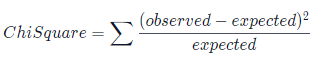 ChiSquare = ∑ (observed – expected)² / expected